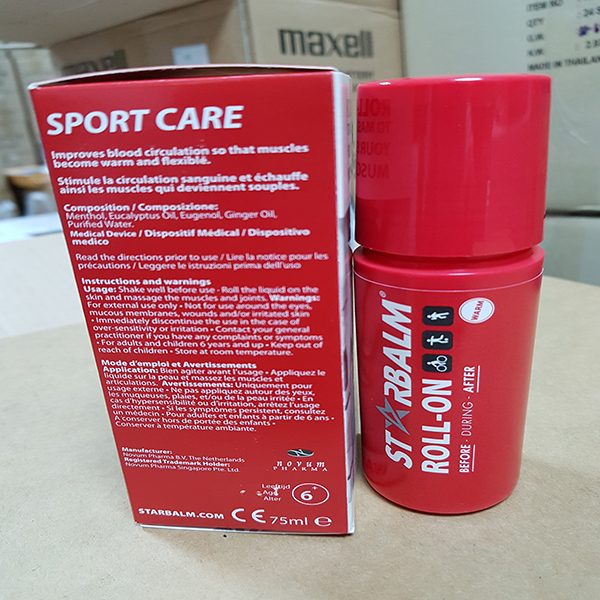 maxell
ITEM NO
QTY
G.W.
N.W.
MADE IN THAILAN
SPORT CARE
Improves blood circulation so that muscles
become warm and flexible.
Stimule la circulation sanguine et échauffe
ainsi les muscles qui deviennent souples.
Composition / Composizione:
Menthol, Eucalyptus Oil, Eugenol, Ginger Oil,
Purified Water.
Medical Device / Dispositif Médical / Dispositivo
medico
Read the directions prior to use / Lire la notice pour les
précautions / Leggere le istruzioni prima dell'uso
Instructions and warnings
Usage: Shake well before use • Roll the liquid on the
skin and massage the muscles and joints. Warnings:
For external use only • Not for use around the eyes,
mucous membranes, wounds and/or irritated skin
• Immediately discontinue the use in the case of
over-sensitivity or irritation • Contact your general
practitioner if you have any complaints or symptoms
• For adults and children 6 years and up • Keep out of
reach of children • Store at room temperature.
Mode d'emploi et Avertissements
Application: Bien agiter avant l'usage • Appliquez le
liquide sur la peau et massez les muscles et
articulations. Avertissements: Uniquement pour
usage externe • Ne pas appliquez autour des yeux,
les muqueuses, plaies, et/ou de la peau irritée • En
cas d'hypersensibilité ou d'irritation, arrêtez l'usage
directement • Si les symptômes persistent, consultez
un médecin • Pour adultes et enfants à partir de 6 ans •
A conserver hors de portée des enfants •
Conserver à température ambiante.
Manufacturer:
Novum Pharma B.V, The Netherlands
Registered Trademark Holder:
Novum Pharma Singapore Pte. Ltd.
novum
PHARMA
Leeftijd
Age
Alter
6+
STARBALM.COM CE 75ml e
STARBALM®
ROLL-ON
BEFORE · DURING · AFTER
WARM